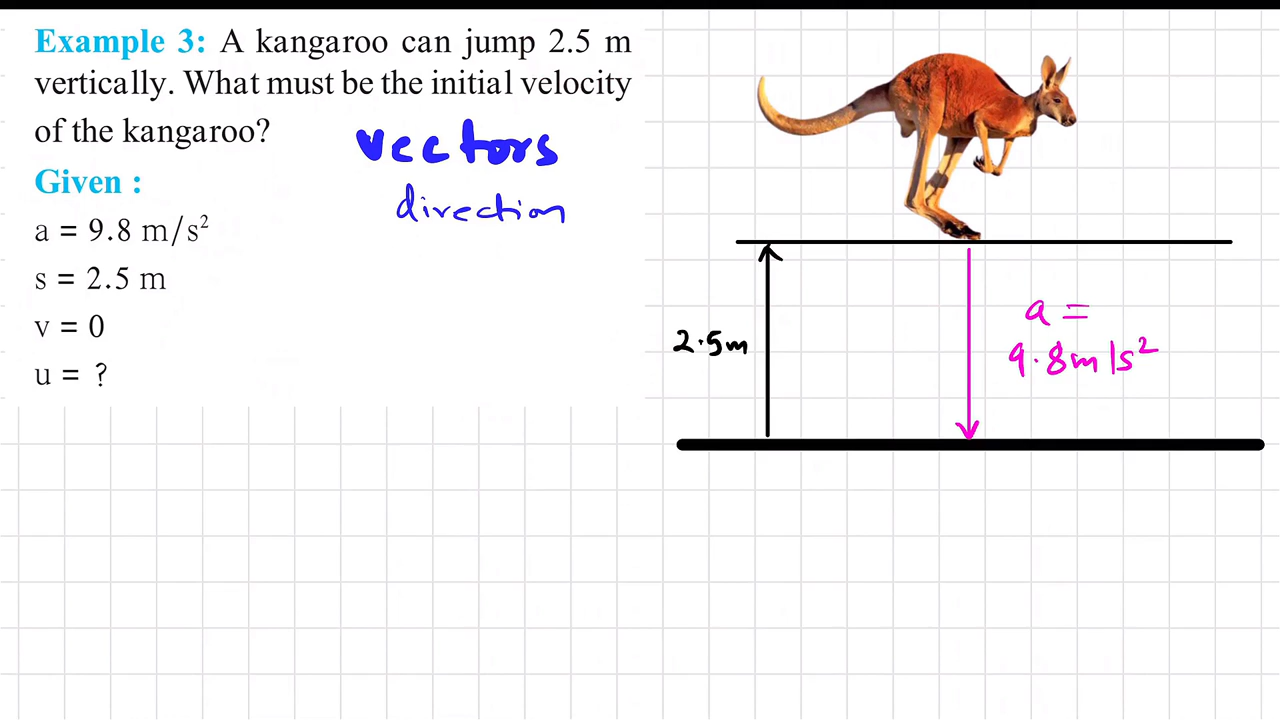 Example 3: A kangaroo can jump 2.5 m
vertically. What must be the initial velocity
of the kangaroo?
vectors
Given :
direction
a = 9.8 m/s²
s = 2.5 m
v = 0
u = ?
2.5m
a =
9.8m/s²